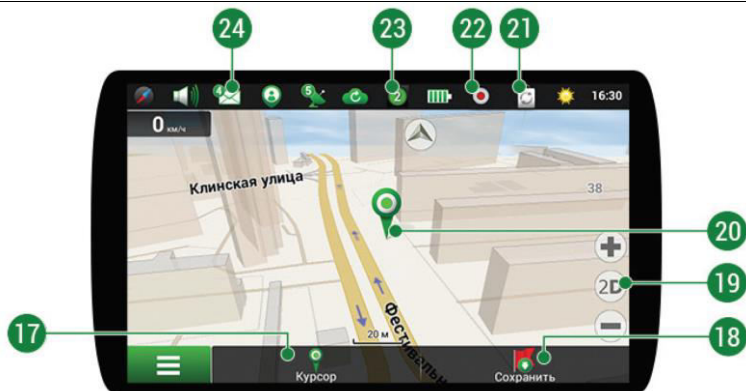 24 23 22 21
4 5 2 16:30
0 км/ч
Клинская улица
38
20
19
2D
17
20 м
Фестивальн
18
Курсор
Сохранить